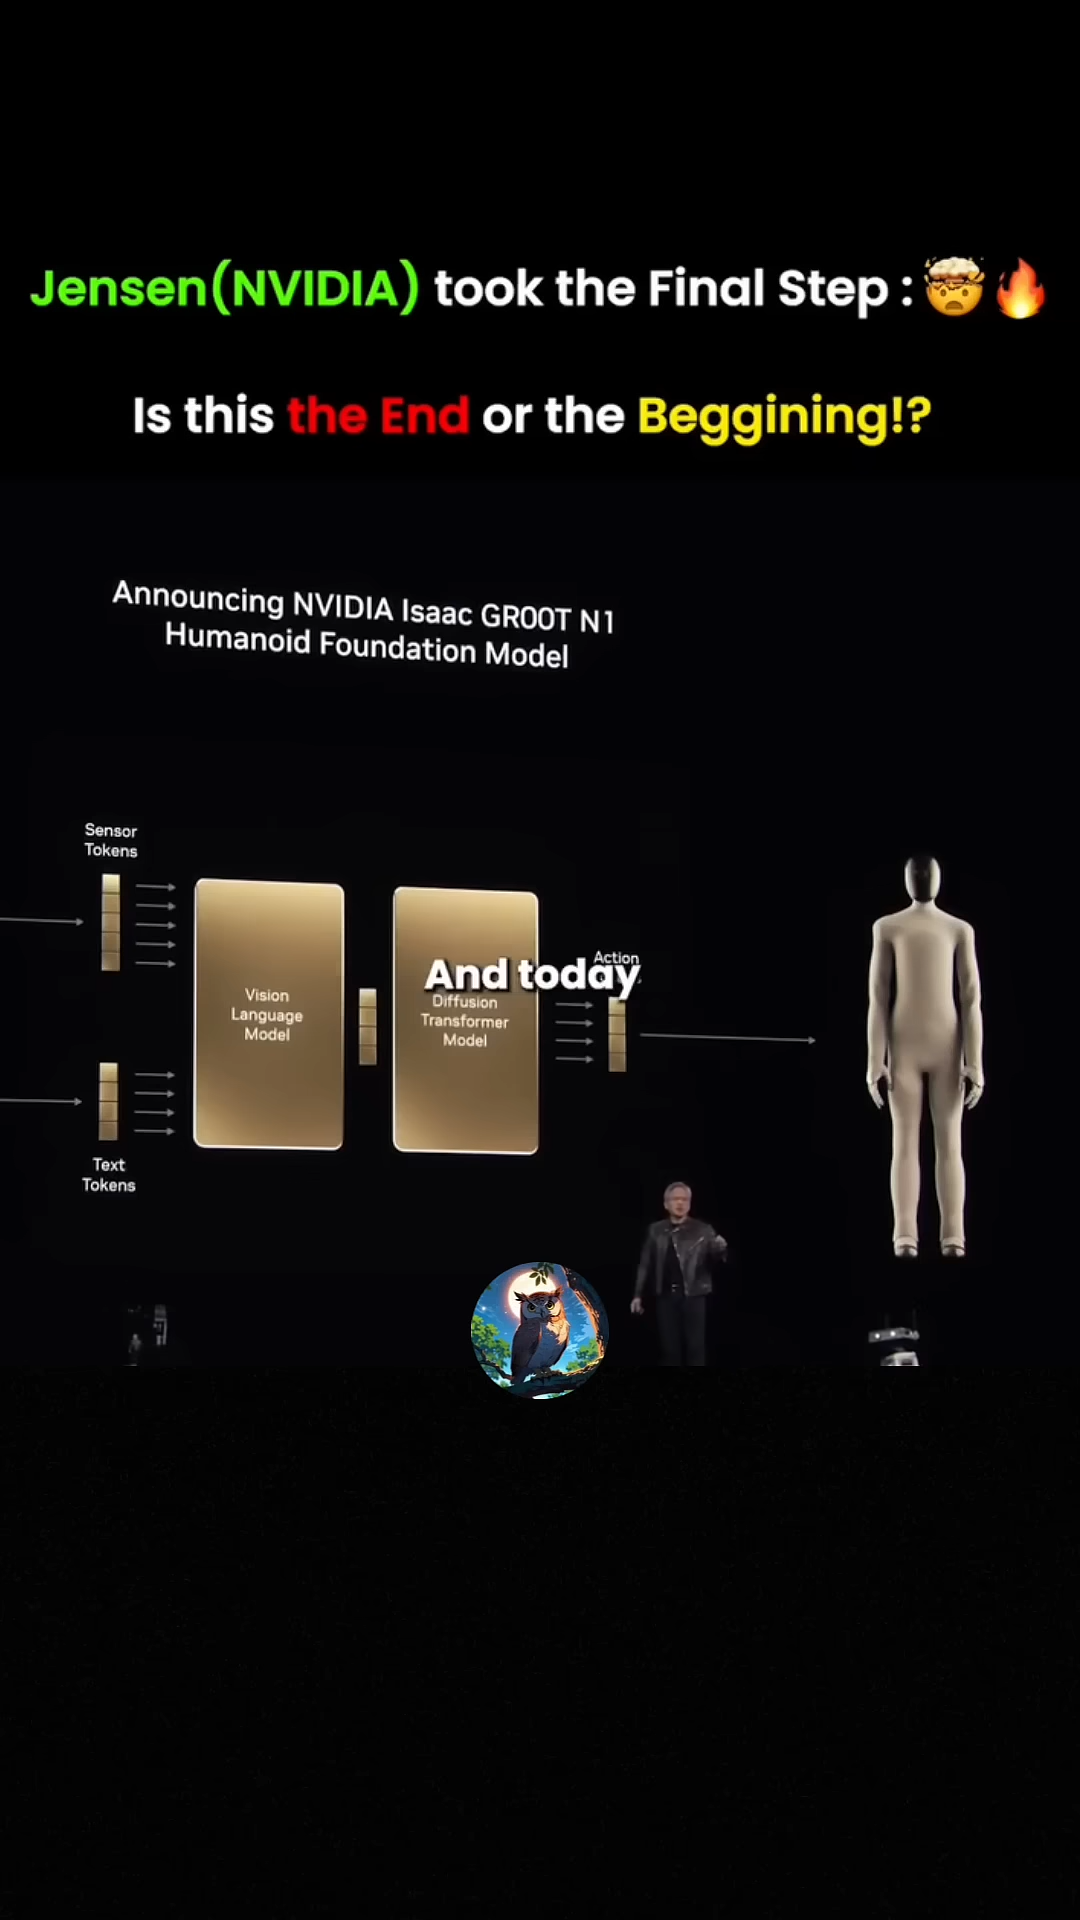 Jensen(NVIDIA) took the Final Step : 🤯🔥
Is this the End or the Beggining!?
Announcing NVIDIA Isaac GR00T N1
Humanoid Foundation Model
Sensor
Tokens
Vision
Language
Model
And today
Diffusion
Transformer
Model
Action
Text
Tokens